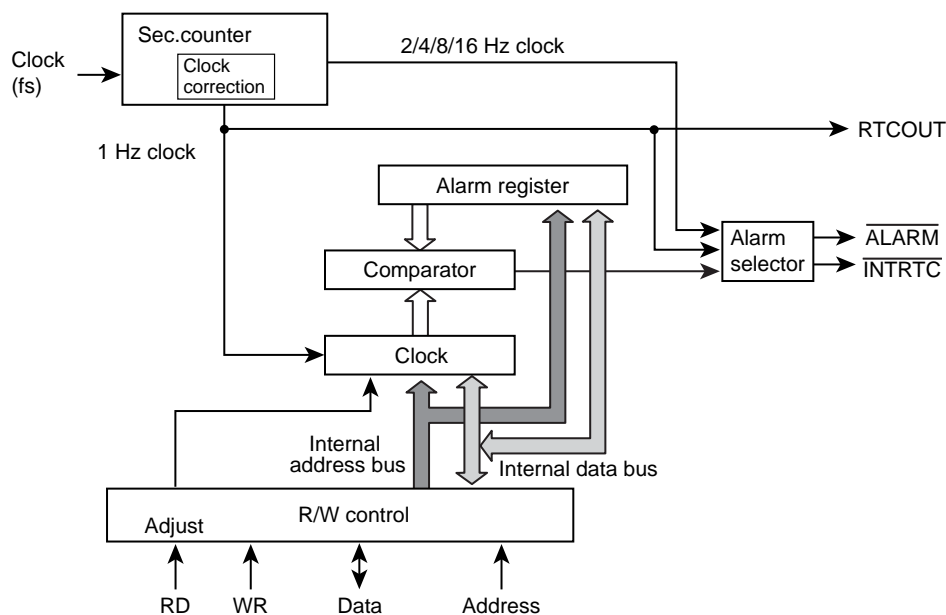 Sec.counter
2/4/8/16 Hz clock
Clock
(fs)
Clock
correction
RTCOUT
1 Hz clock
Alarm register
Alarm
selector
ALARM
INTRTC
Comparator
Clock
Internal
address bus
Internal data bus
R/W control
Adjust
RD
WR
Data
Address